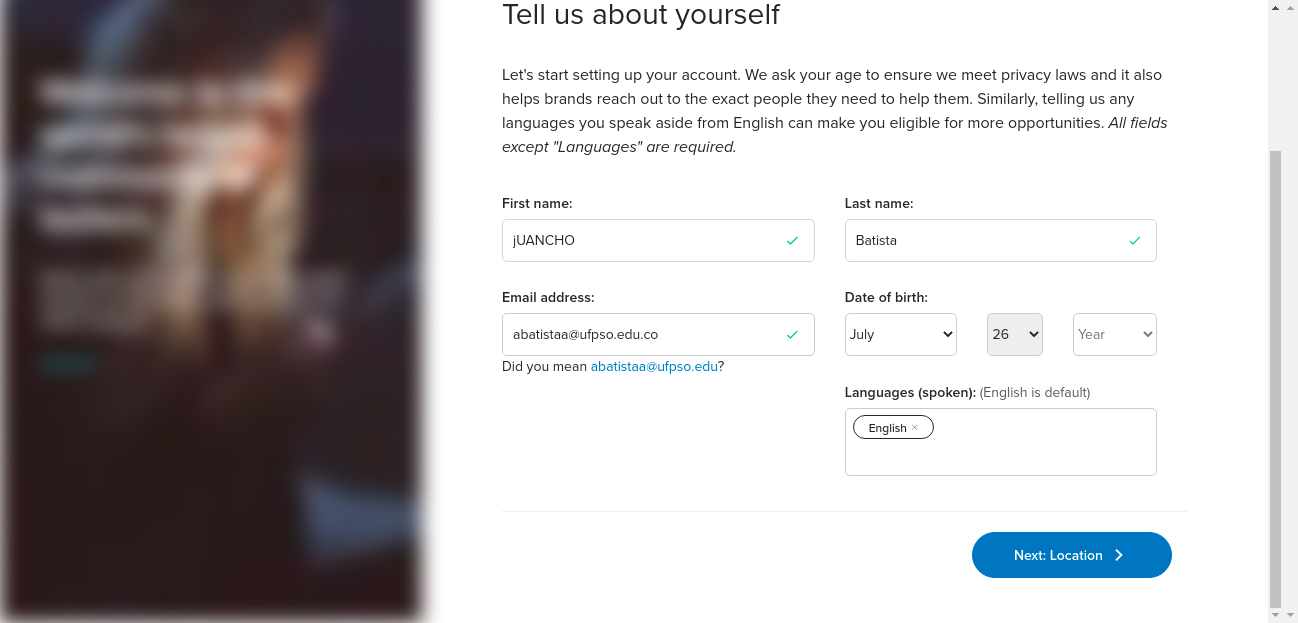 Tell us about yourself
Let's start setting up your account. We ask your age to ensure we meet privacy laws and it also
helps brands reach out to the exact people they need to help them. Similarly, telling us any
languages you speak aside from English can make you eligible for more opportunities. All fields
except "Languages" are required.
First name:
Last name:
jUANCHO
Batista
Email address:
Date of birth:
abatistaa@ufpso.edu.co
July
26
Year
Did you mean abatistaa@ufpso.edu?
Languages (spoken): (English is default)
English ×
Next: Location